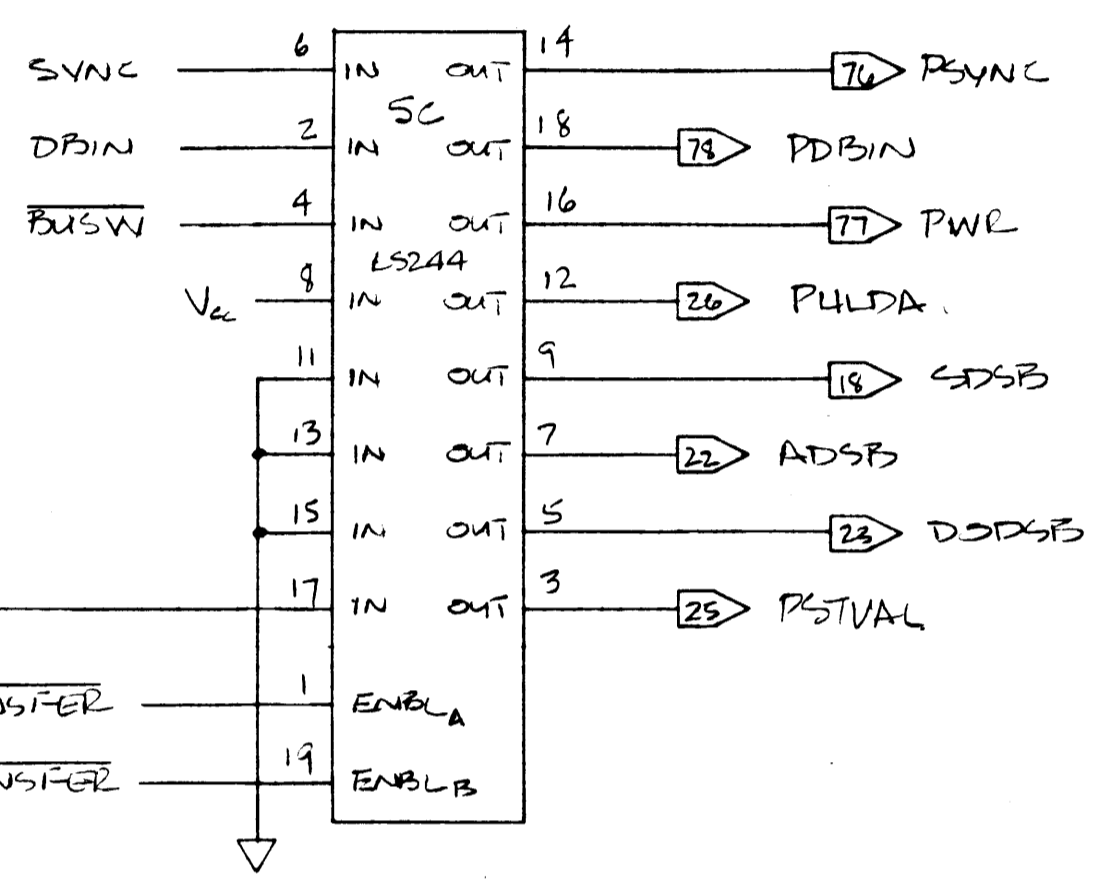 SYNC 6 IN OUT 14 76 PSYNC
5C
DBIN 2 IN OUT 18 78 PDBIN
BUSW 4 IN OUT 16 77 PWR
LS244
Vcc 8 IN OUT 12 26 PHLDA
11 IN OUT 9 18 SDSB
13 IN OUT 7 22 ADSB
15 IN OUT 5 23 DODSB
17 IN OUT 3 25 PSTVAL
NSFER 1 ENBLA
NSFER 19 ENBLB